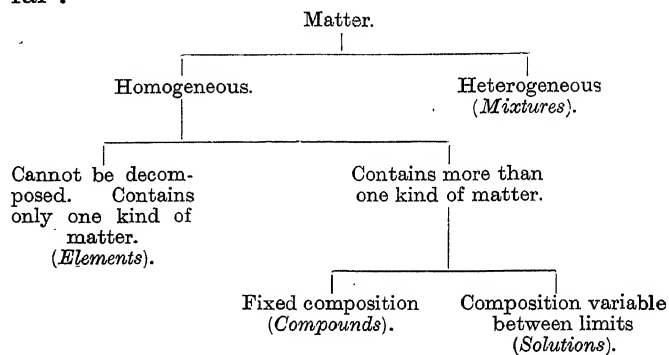 Matter.
Homogeneous.
Heterogeneous
(Mixtures).
Cannot be decom-
posed. Contains
only one kind of
matter.
(Elements).
Contains more than
one kind of matter.
Fixed composition
(Compounds).
Composition variable
between limits
(Solutions).